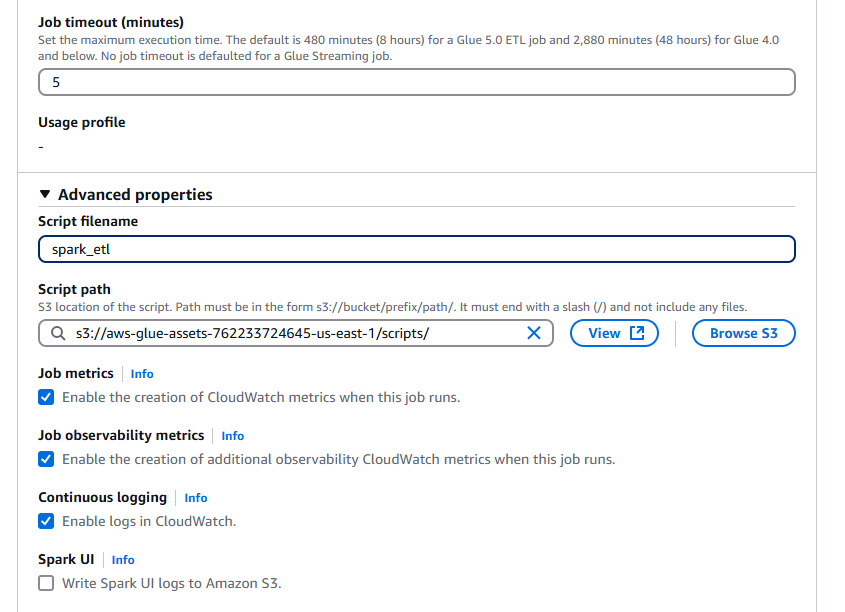 Job timeout (minutes)
Set the maximum execution time. The default is 480 minutes (8 hours) for a Glue 5.0 ETL job and 2,880 minutes (48 hours) for Glue 4.0
and below. No job timeout is defaulted for a Glue Streaming job.
5
Usage profile
-
Advanced properties
Script filename
spark_etl
Script path
S3 location of the script. Path must be in the form s3://bucket/prefix/path/. It must end with a slash (/) and not include any files.
s3://aws-glue-assets-762233724645-us-east-1/scripts/ View Browse S3
Job metrics Info
Enable the creation of CloudWatch metrics when this job runs.
Job observability metrics Info
Enable the creation of additional observability CloudWatch metrics when this job runs.
Continuous logging Info
Enable logs in CloudWatch.
Spark UI Info
Write Spark UI logs to Amazon S3.